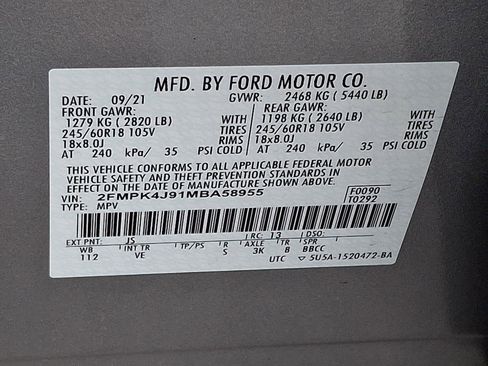 MFD. BY FORD MOTOR CO.
DATE: 09/21 GVWR: 2468 KG ( 5440 LB)
FRONT GAWR: REAR GAWR:
1279 KG ( 2820 LB) WITH 1198 KG ( 2640 LB) WITH
245/60R18 105V TIRES 245/60R18 105V TIRES
18x8.0J RIMS 18x8.0J RIMS
AT 240 kPa/ 35 PSI COLD AT 240 kPa/ 35 PSI COLD
THIS VEHICLE CONFORMS TO ALL APPLICABLE FEDERAL MOTOR
VEHICLE SAFETY AND THEFT PREVENTION STANDARDS IN
EFFECT ON THE DATE OF MANUFACTURE SHOWN ABOVE.
VIN: 2FMPK4J91MBA58955 F0090
TYPE: MPV T0292
EXT PNT: JS RC: 13 DSO:
WB INT TR TP/PS R AXLE TR SPR
112 VE S 3K 8 BBCC
UTC ▽ 5U5A-1520472-BA